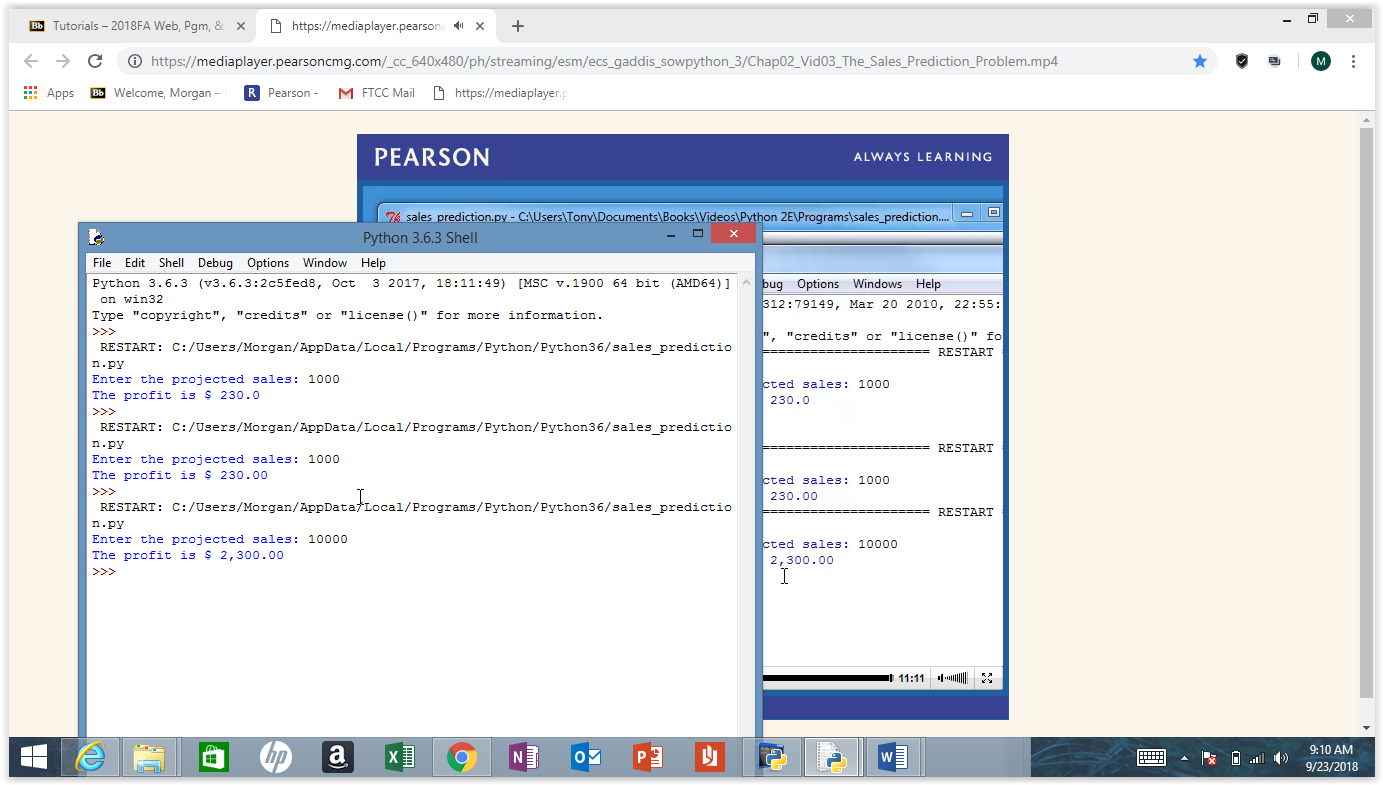 Tutorials – 2018FA Web, Pgm, &
https://mediaplayer.pearsonc
https://mediaplayer.pearsoncmg.com/_cc_640x480/ph/streaming/esm/ecs_gaddis_sowpython_3/Chap02_Vid03_The_Sales_Prediction_Problem.mp4
M
Apps
Bb
Welcome, Morgan –
R
Pearson -
FTCC Mail
https://mediaplayer.p
PEARSON
ALWAYS LEARNING
sales_prediction.py - C:\Users\Tony\Documents\Books\Videos\Python 2E\Programs\sales_prediction....
Python 3.6.3 Shell
File Edit Shell Debug Options Window Help
Python 3.6.3 (v3.6.3:2c5fed8, Oct  3 2017, 18:11:49) [MSC v.1900 64 bit (AMD64)]
 on win32
Type "copyright", "credits" or "license()" for more information.
>>>
 RESTART: C:/Users/Morgan/AppData/Local/Programs/Python/Python36/sales_predictio
n.py
Enter the projected sales: 1000
The profit is $ 230.0
>>>
 RESTART: C:/Users/Morgan/AppData/Local/Programs/Python/Python36/sales_predictio
n.py
Enter the projected sales: 1000
The profit is $ 230.00
>>>
 RESTART: C:/Users/Morgan/AppData/Local/Programs/Python/Python36/sales_predictio
n.py
Enter the projected sales: 10000
The profit is $ 2,300.00
>>>
bug Options Windows Help
312:79149, Mar 20 2010, 22:55:
", "credits" or "license()" fo
===================== RESTART =
cted sales: 1000
230.0
===================== RESTART =
cted sales: 1000
230.00
===================== RESTART =
cted sales: 10000
2,300.00
11:11
hp
a
9:10 AM
9/23/2018